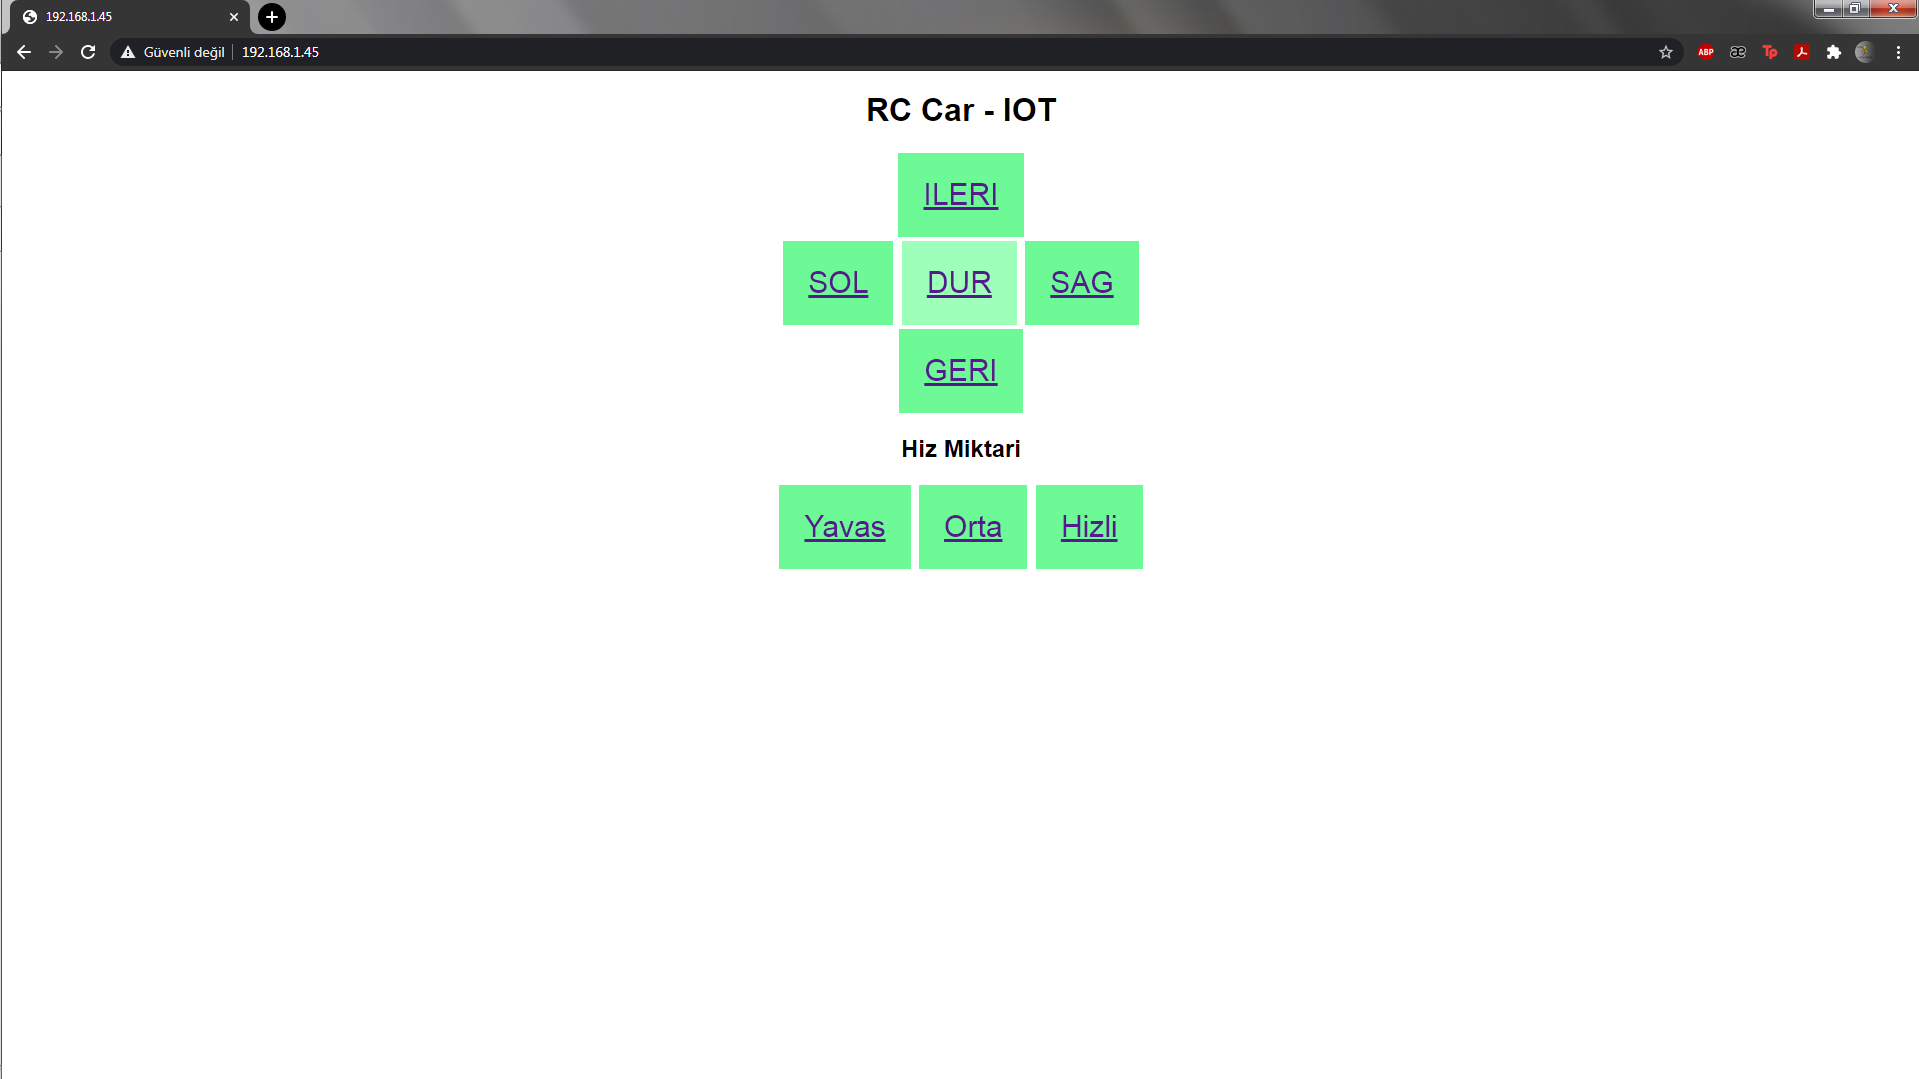 192.168.1.45
Güvenli değil 192.168.1.45
ABP æ Tp
RC Car - IOT
ILERI
SOL DUR SAG
GERI
Hiz Miktari
Yavas Orta Hizli